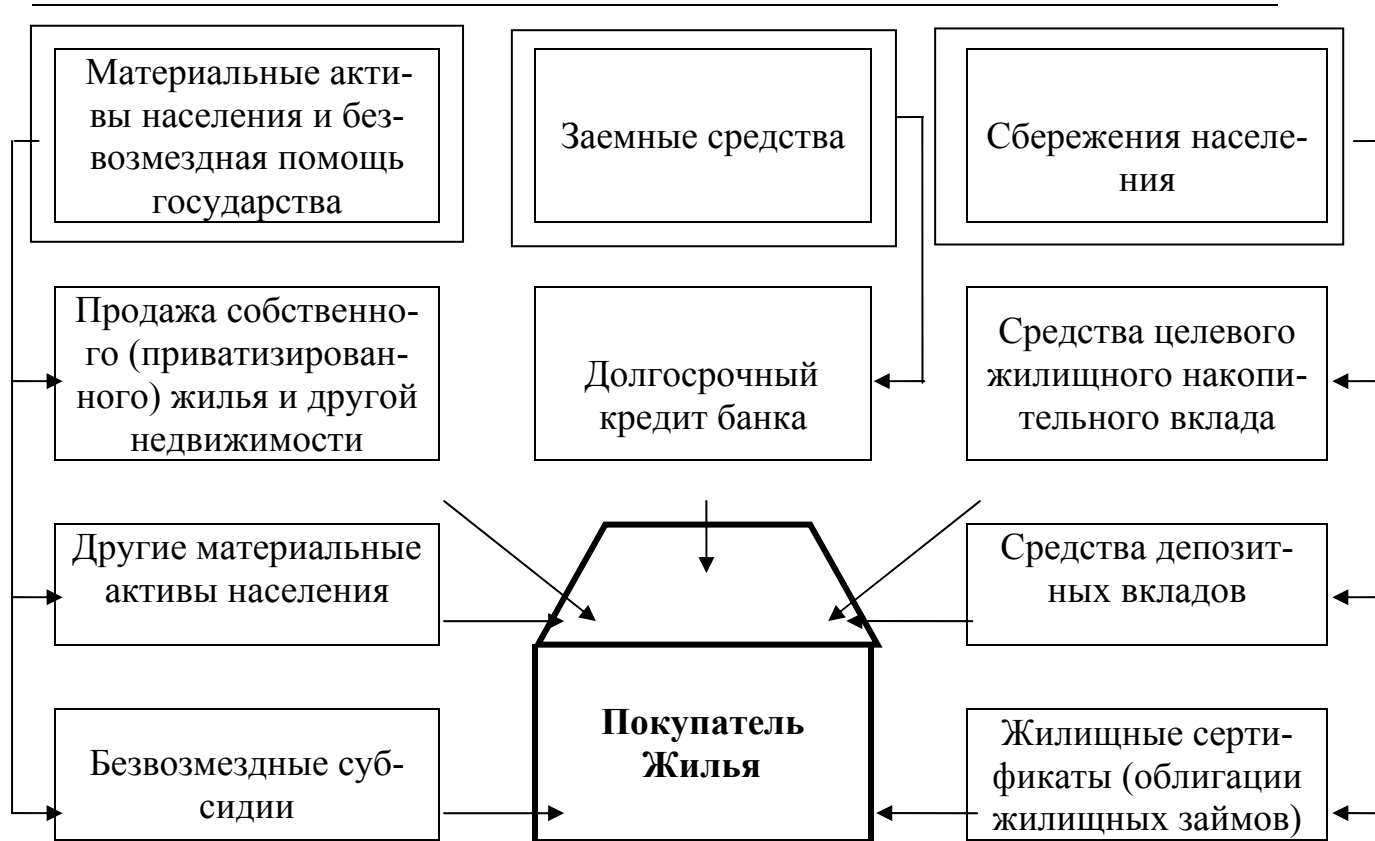 Материальные акти-
вы населения и без-
возмездная помощь
государства
Заемные средства
Сбережения населе-
ния
Продажа собственно-
го (приватизирован-
ного) жилья и другой
недвижимости
Долгосрочный
кредит банка
Средства целевого
жилищного накопи-
тельного вклада
Другие материальные
активы населения
Средства депозит-
ных вкладов
Безвозмездные суб-
сидии
Покупатель
Жилья
Жилищные серти-
фикаты (облигации
жилищных займов)